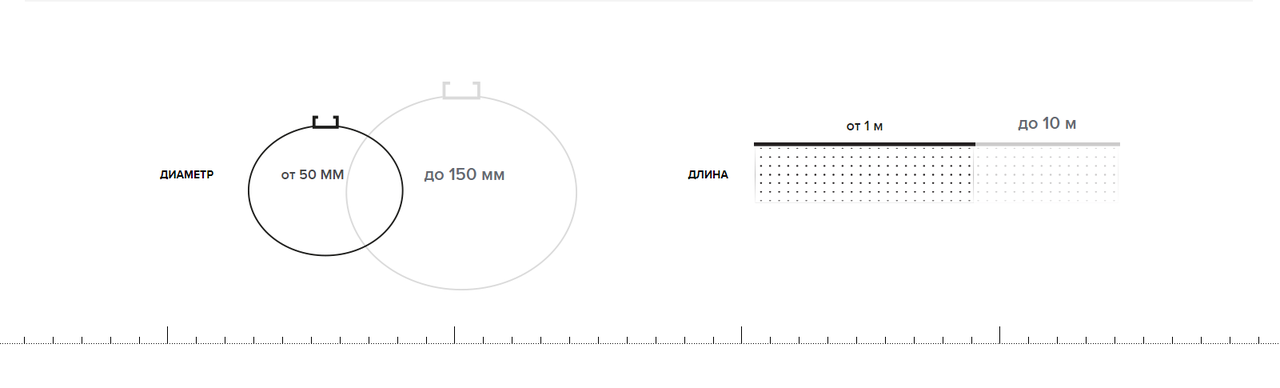 ДИАМЕТР
от 50 ММ
до 150 мм
ДЛИНА
от 1 м
до 10 м